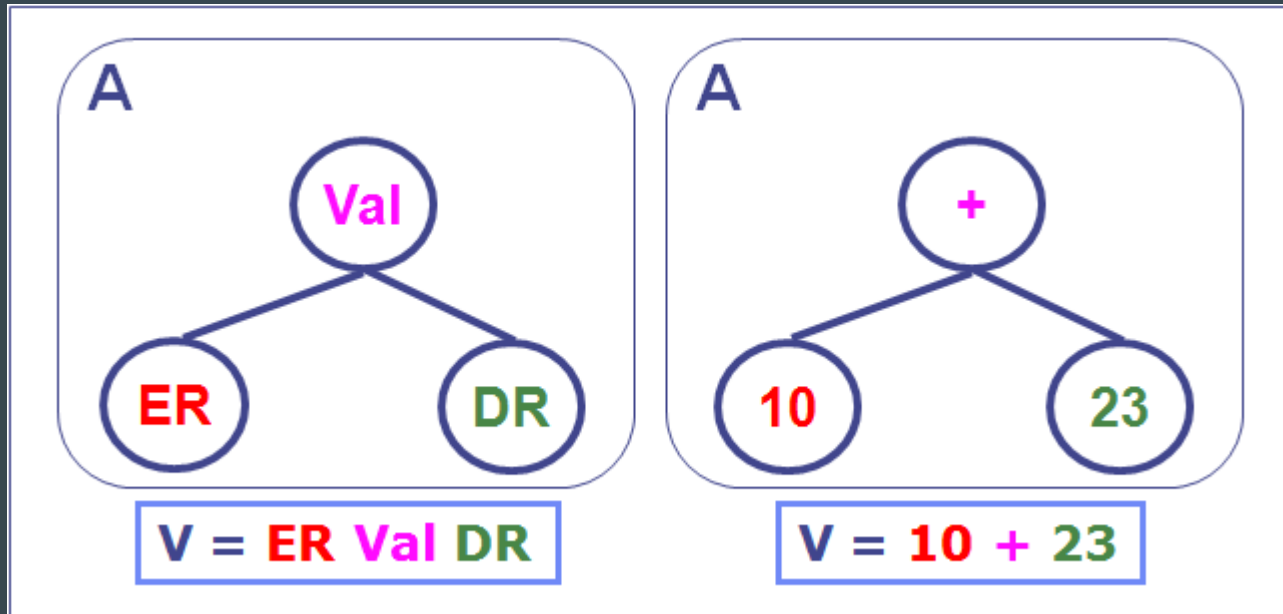 A
Val
ER
DR
V = ER Val DR
A
+
10
23
V = 10 + 23